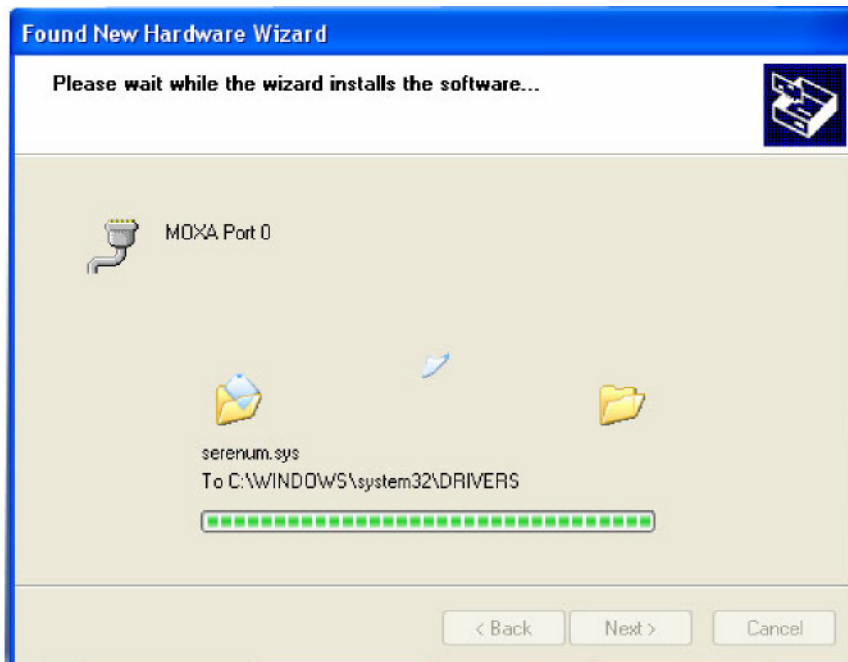 Found New Hardware Wizard
Please wait while the wizard installs the software...
MOXA Port 0
serenum.sys
To C:\WINDOWS\system32\DRIVERS
< Back Next > Cancel